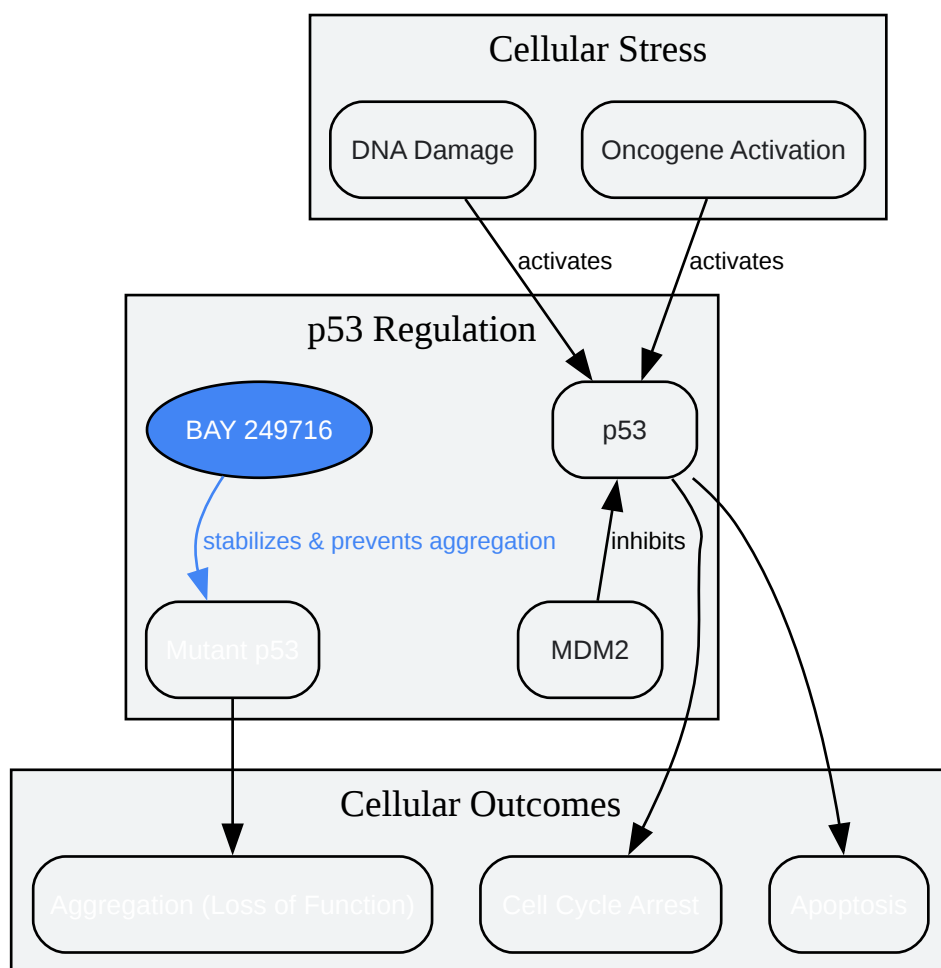 Cellular Stress
DNA Damage
Oncogene Activation
activates
activates
p53 Regulation
BAY 249716
p53
stabilizes & prevents aggregation
inhibits
Mutant p53
MDM2
Cellular Outcomes
Aggregation (Loss of Function)
Cell Cycle Arrest
Apoptosis